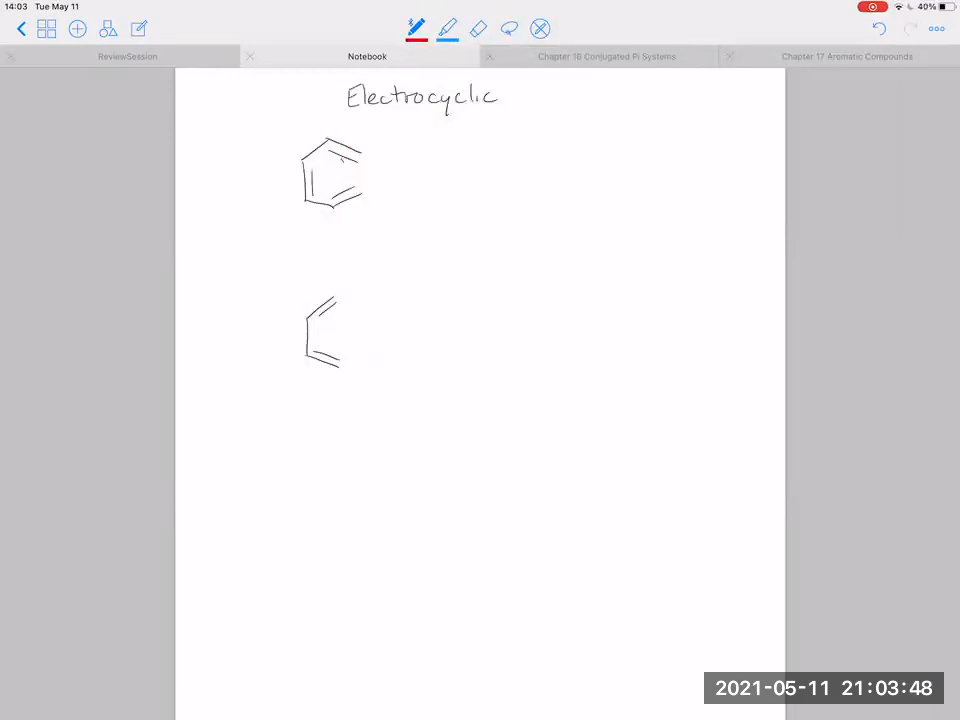 14:03 Tue May 11
40%
ReviewSession
Notebook
Chapter 16 Conjugated Pi Systems
Chapter 17 Aromatic Compounds
Electrocyclic
2021-05-11 21:03:48